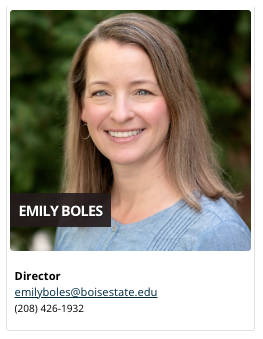 EMILY BOLES
Director
emilyboles@boisestate.edu
(208) 426-1932